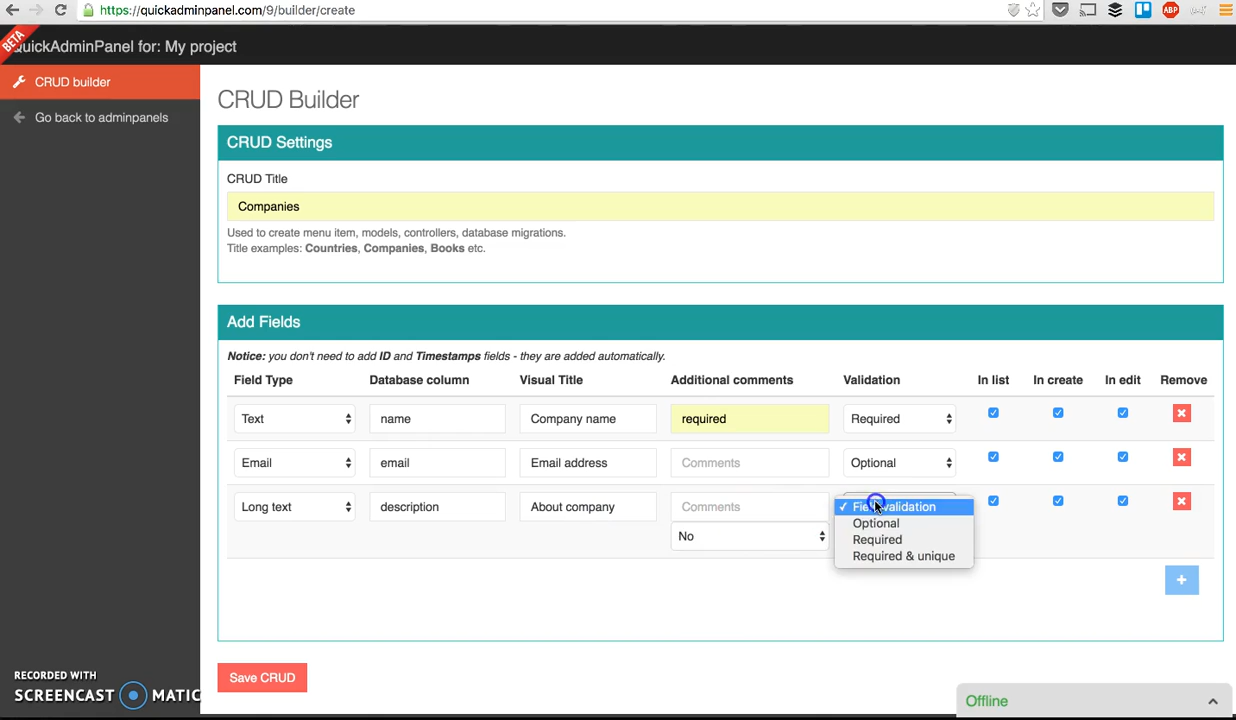 https://quickadminpanel.com/9/builder/create
ABP
BETA
QuickAdminPanel for: My project
CRUD builder
Go back to adminpanels
CRUD Builder
CRUD Settings
CRUD Title
Companies
Used to create menu item, models, controllers, database migrations.
Title examples: Countries, Companies, Books etc.
Add Fields
Notice: you don't need to add ID and Timestamps fields - they are added automatically.
Field Type Database column Visual Title Additional comments Validation In list In create In edit Remove
Text name Company name required Required
Email email Email address Comments Optional
Long text description About company Comments Field validation
Optional
No Required
Required & unique
+
Save CRUD
RECORDED WITH
SCREENCAST MATIC
Offline